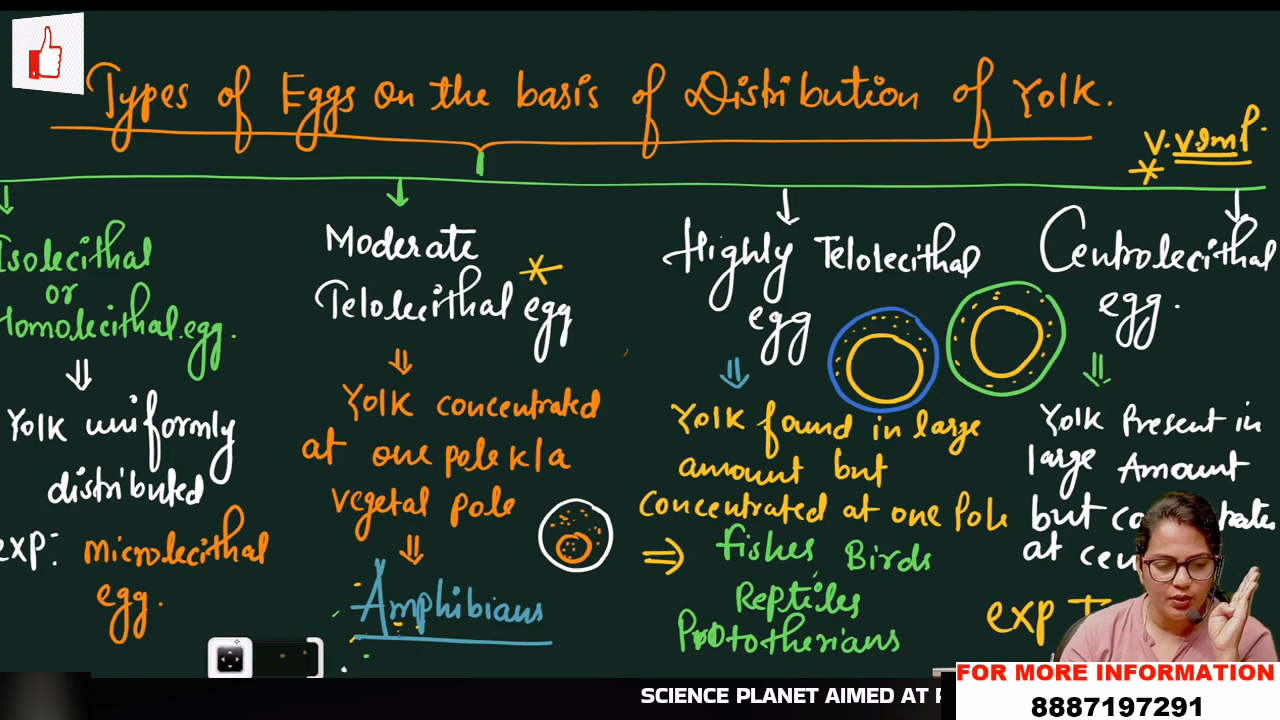 Types of Eggs on the basis of Distribution of Yolk.
V. V. Imp.
Isolecithal
or
Homolecithal egg.
Yolk uniformly
distributed
exp: microlecithal
egg.
Moderate
Telolecithal egg
Yolk concentrated
at one pole k/a
vegetal pole
Amphibians
Highly Telolecithal
egg
Yolk found in large
amount but
concentrated at one Pole
fishes Birds
Reptiles
Prototherians
Centrolecithal
egg.
Yolk Present in
large Amount
but
at
exp
SCIENCE PLANET AIMED AT
FOR MORE INFORMATION
8887197291